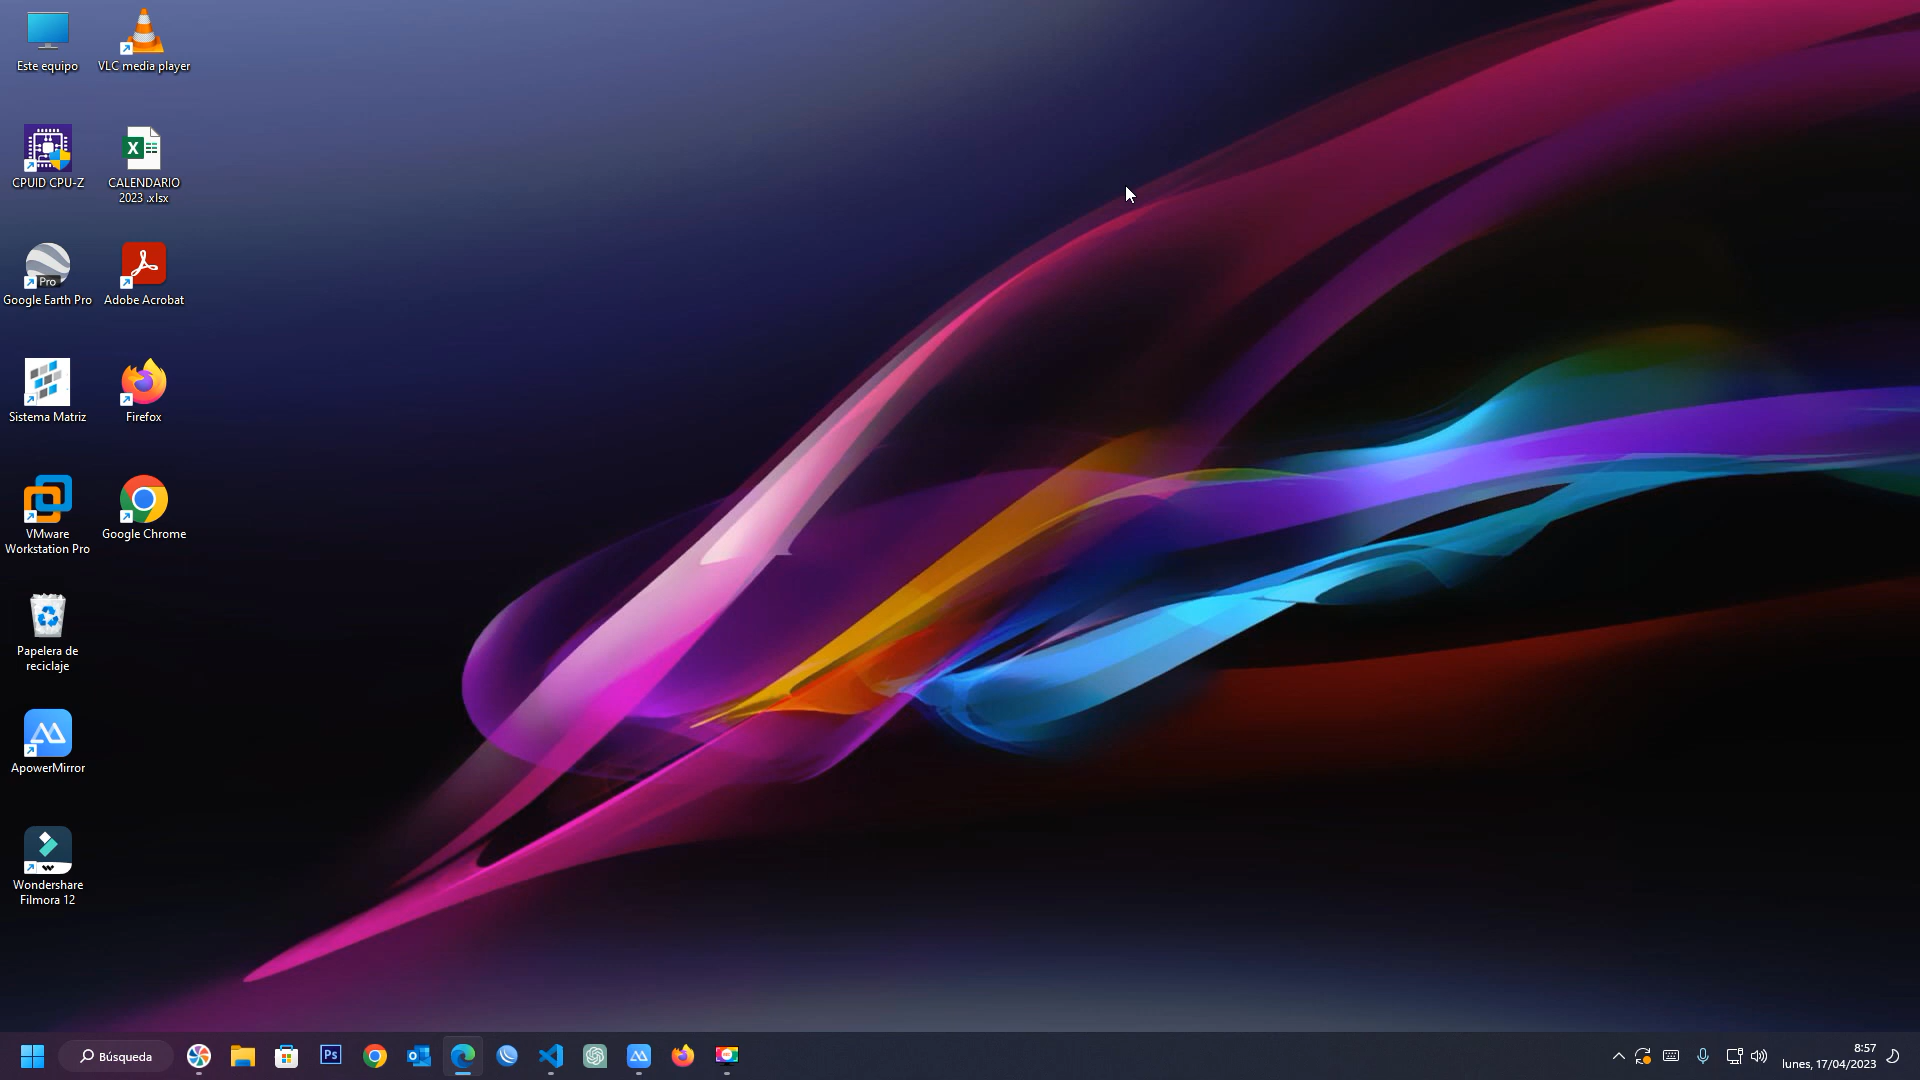 Este equipo
VLC media player
CPUID CPU-Z
CALENDARIO
2023 .xlsx
Pro
Google Earth Pro
Adobe Acrobat
Sistema Matriz
Firefox
VMware
Workstation Pro
Google Chrome
Papelera de
reciclaje
ApowerMirror
Wondershare
Filmora 12
Búsqueda
Ps
8:57
lunes, 17/04/2023